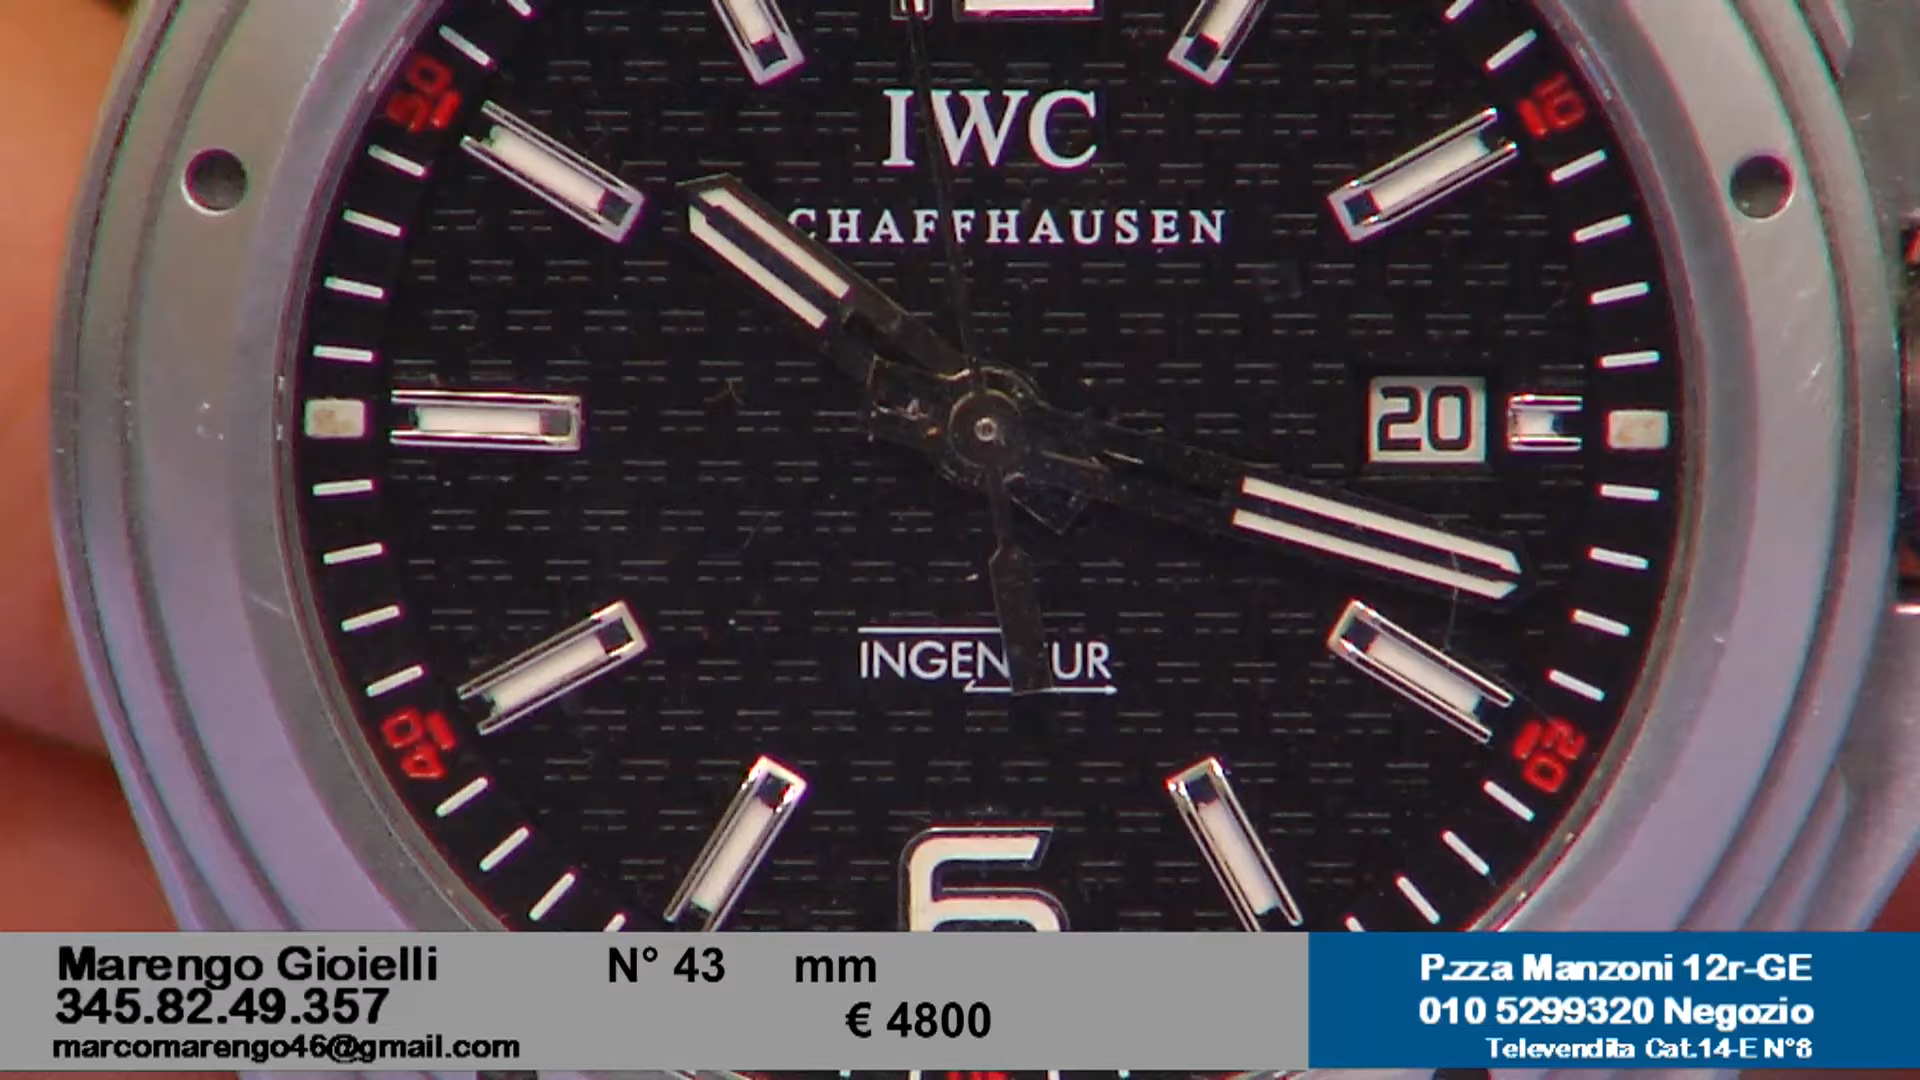 50
10
IWC
CHAFFHAUSEN
20
INGEN UR
40
20
6
Marengo Gioielli
345.82.49.357
marcomarengo46@gmail.com
N° 43 mm
€ 4800
P.zza Manzoni 12r-GE
010 5299320 Negozio
Televendita Cat.14-E N°8